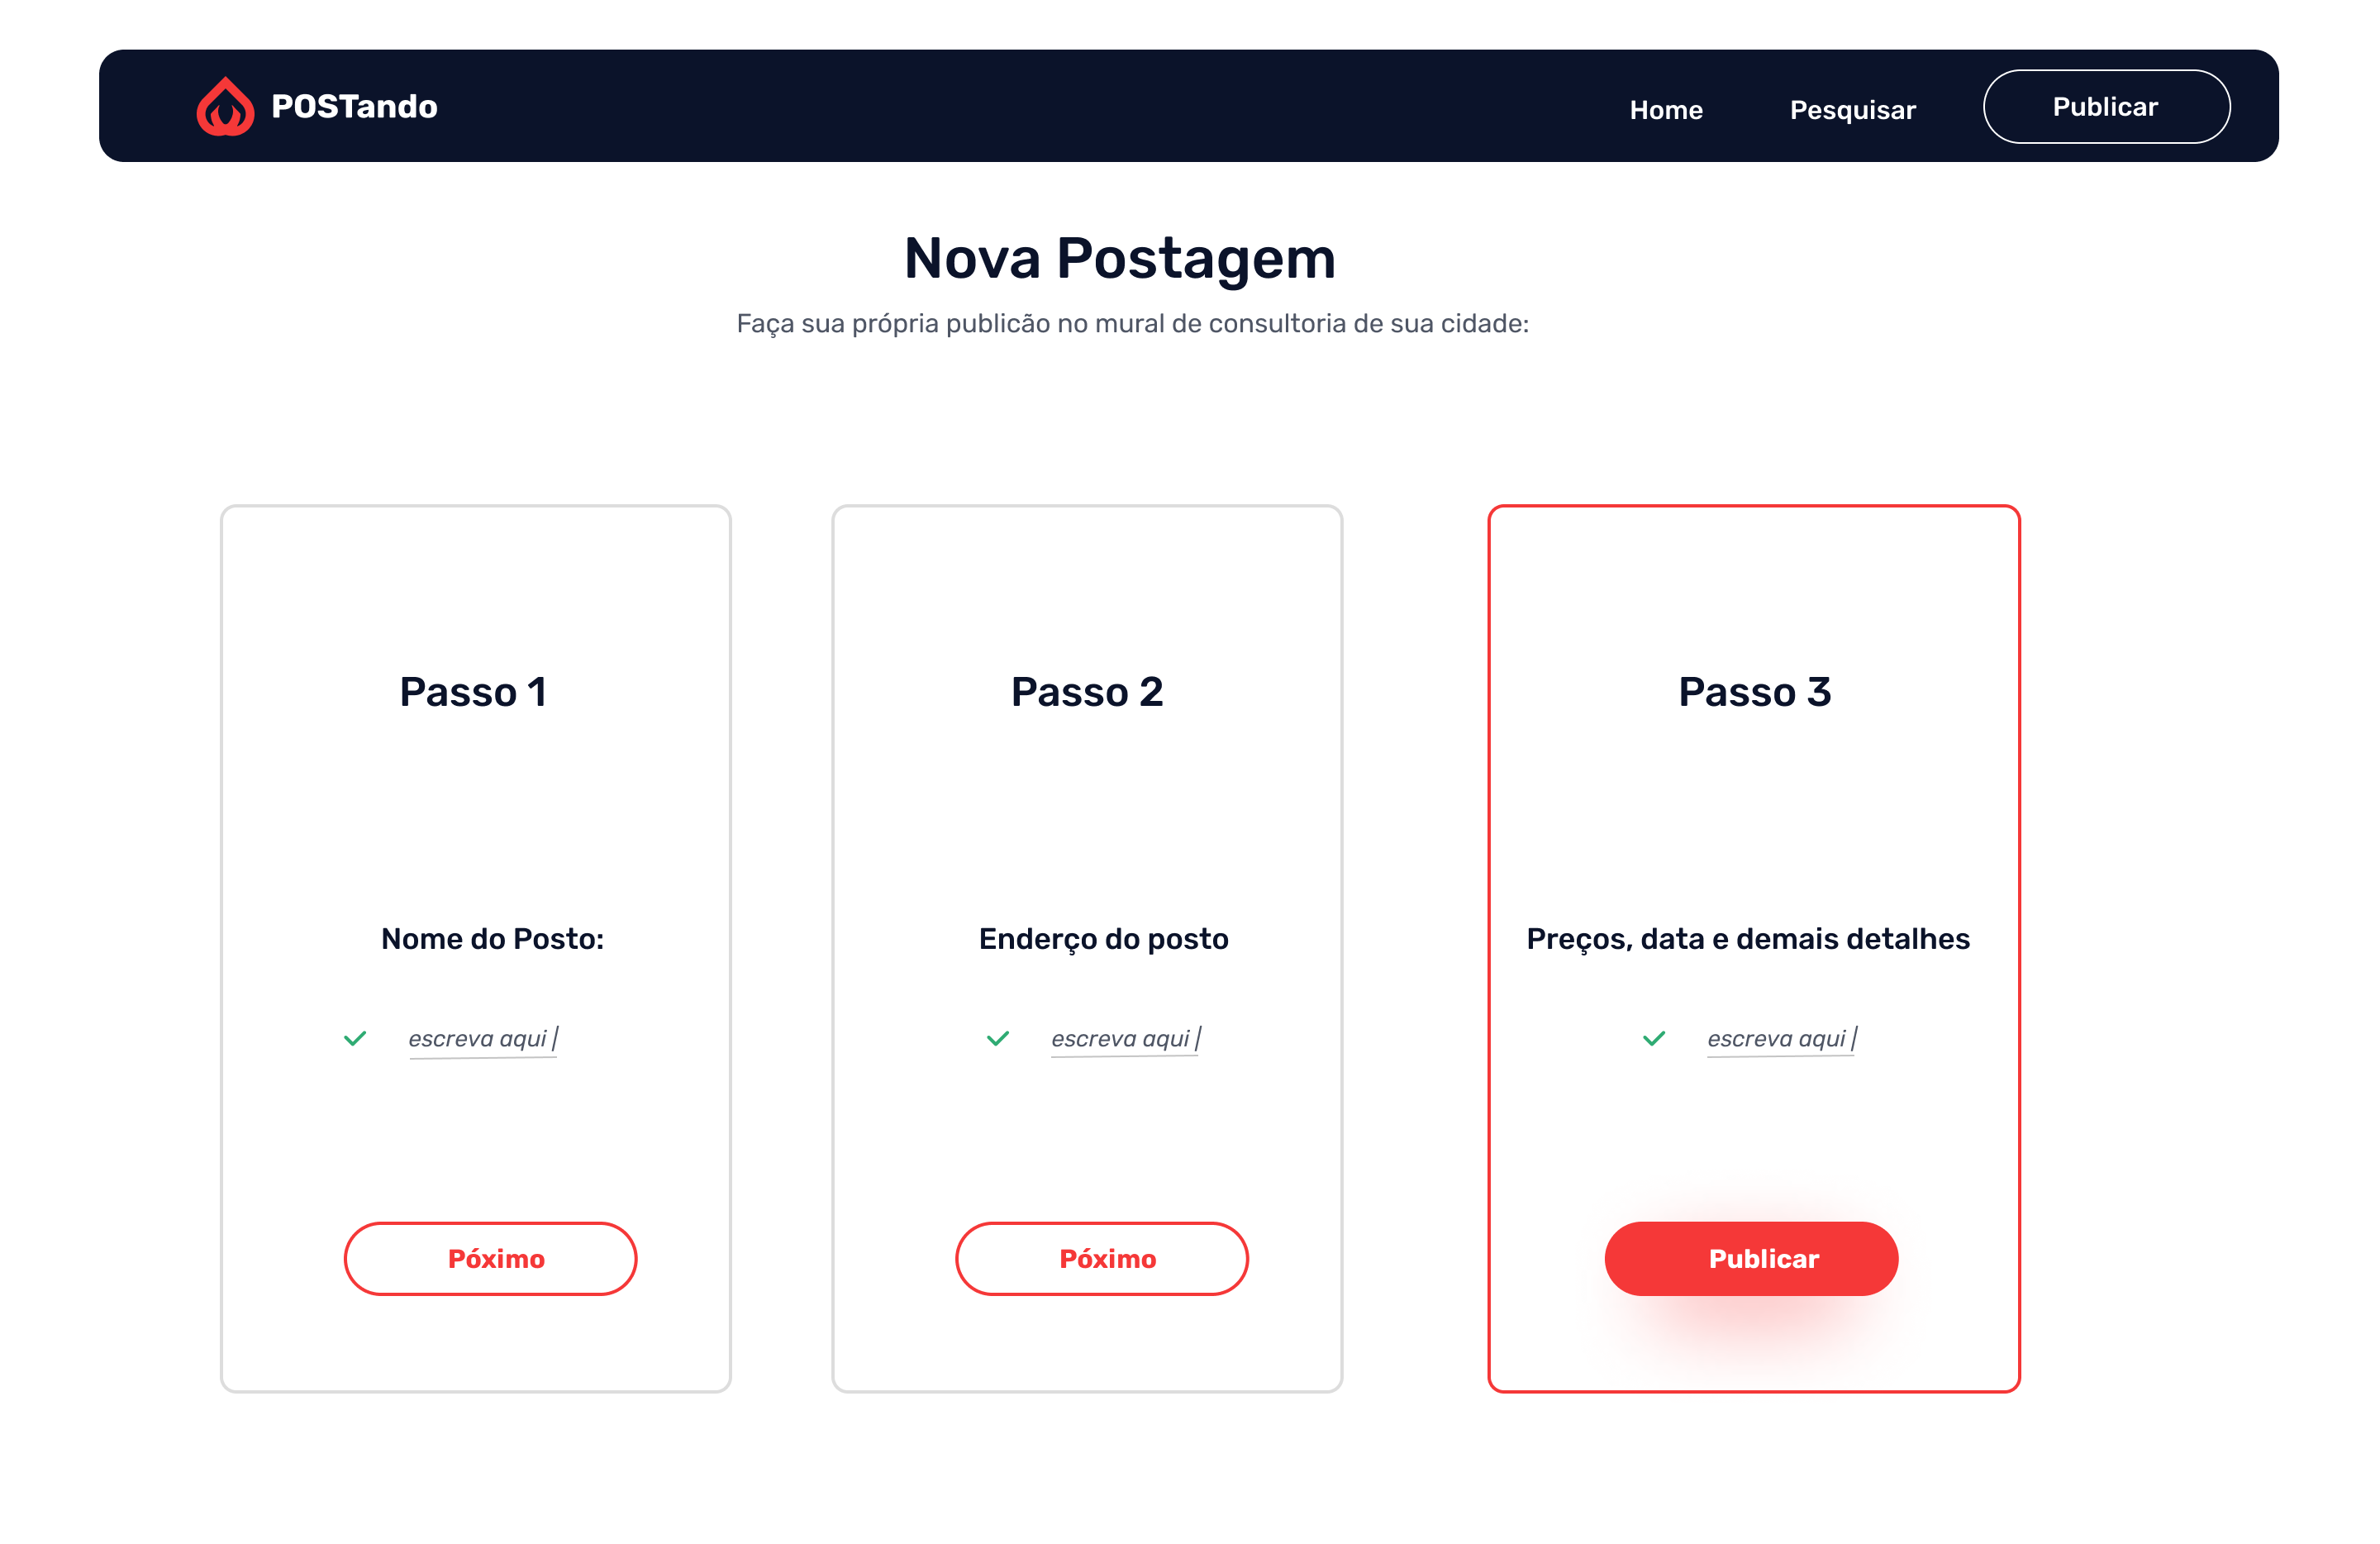 POSTando
Home
Pesquisar
Publicar
Nova Postagem
Faça sua própria publicão no mural de consultoria de sua cidade:
Passo 1
Nome do Posto:
escreva aqui |
Póximo
Passo 2
Enderço do posto
escreva aqui |
Póximo
Passo 3
Preços, data e demais detalhes
escreva aqui |
Publicar